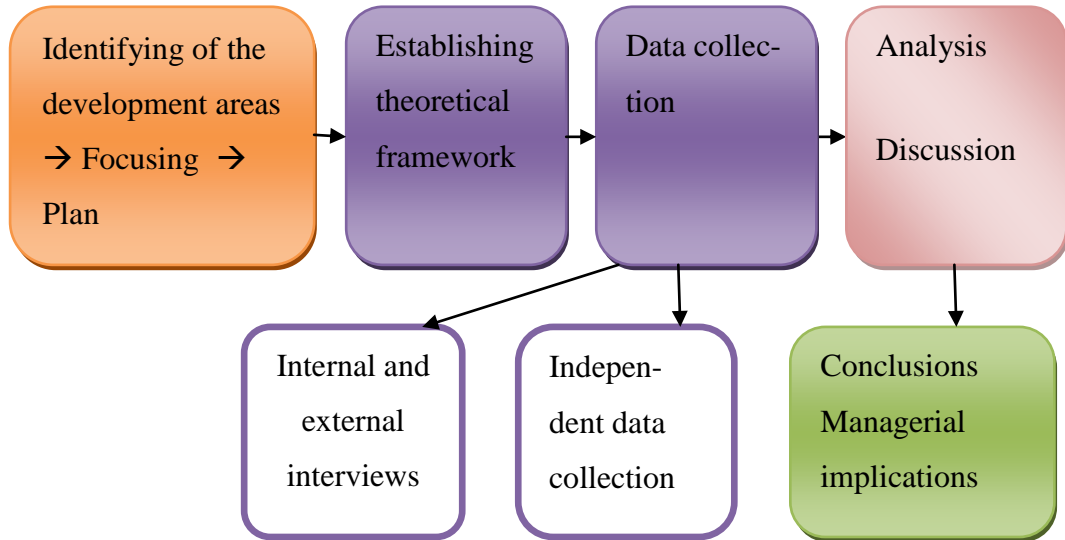 Identifying of the
development areas
→ Focusing →
Plan
Establishing
theoretical
framework
Data collec-
tion
Analysis
Discussion
Internal and
external
interviews
Indepen-
dent data
collection
Conclusions
Managerial
implications